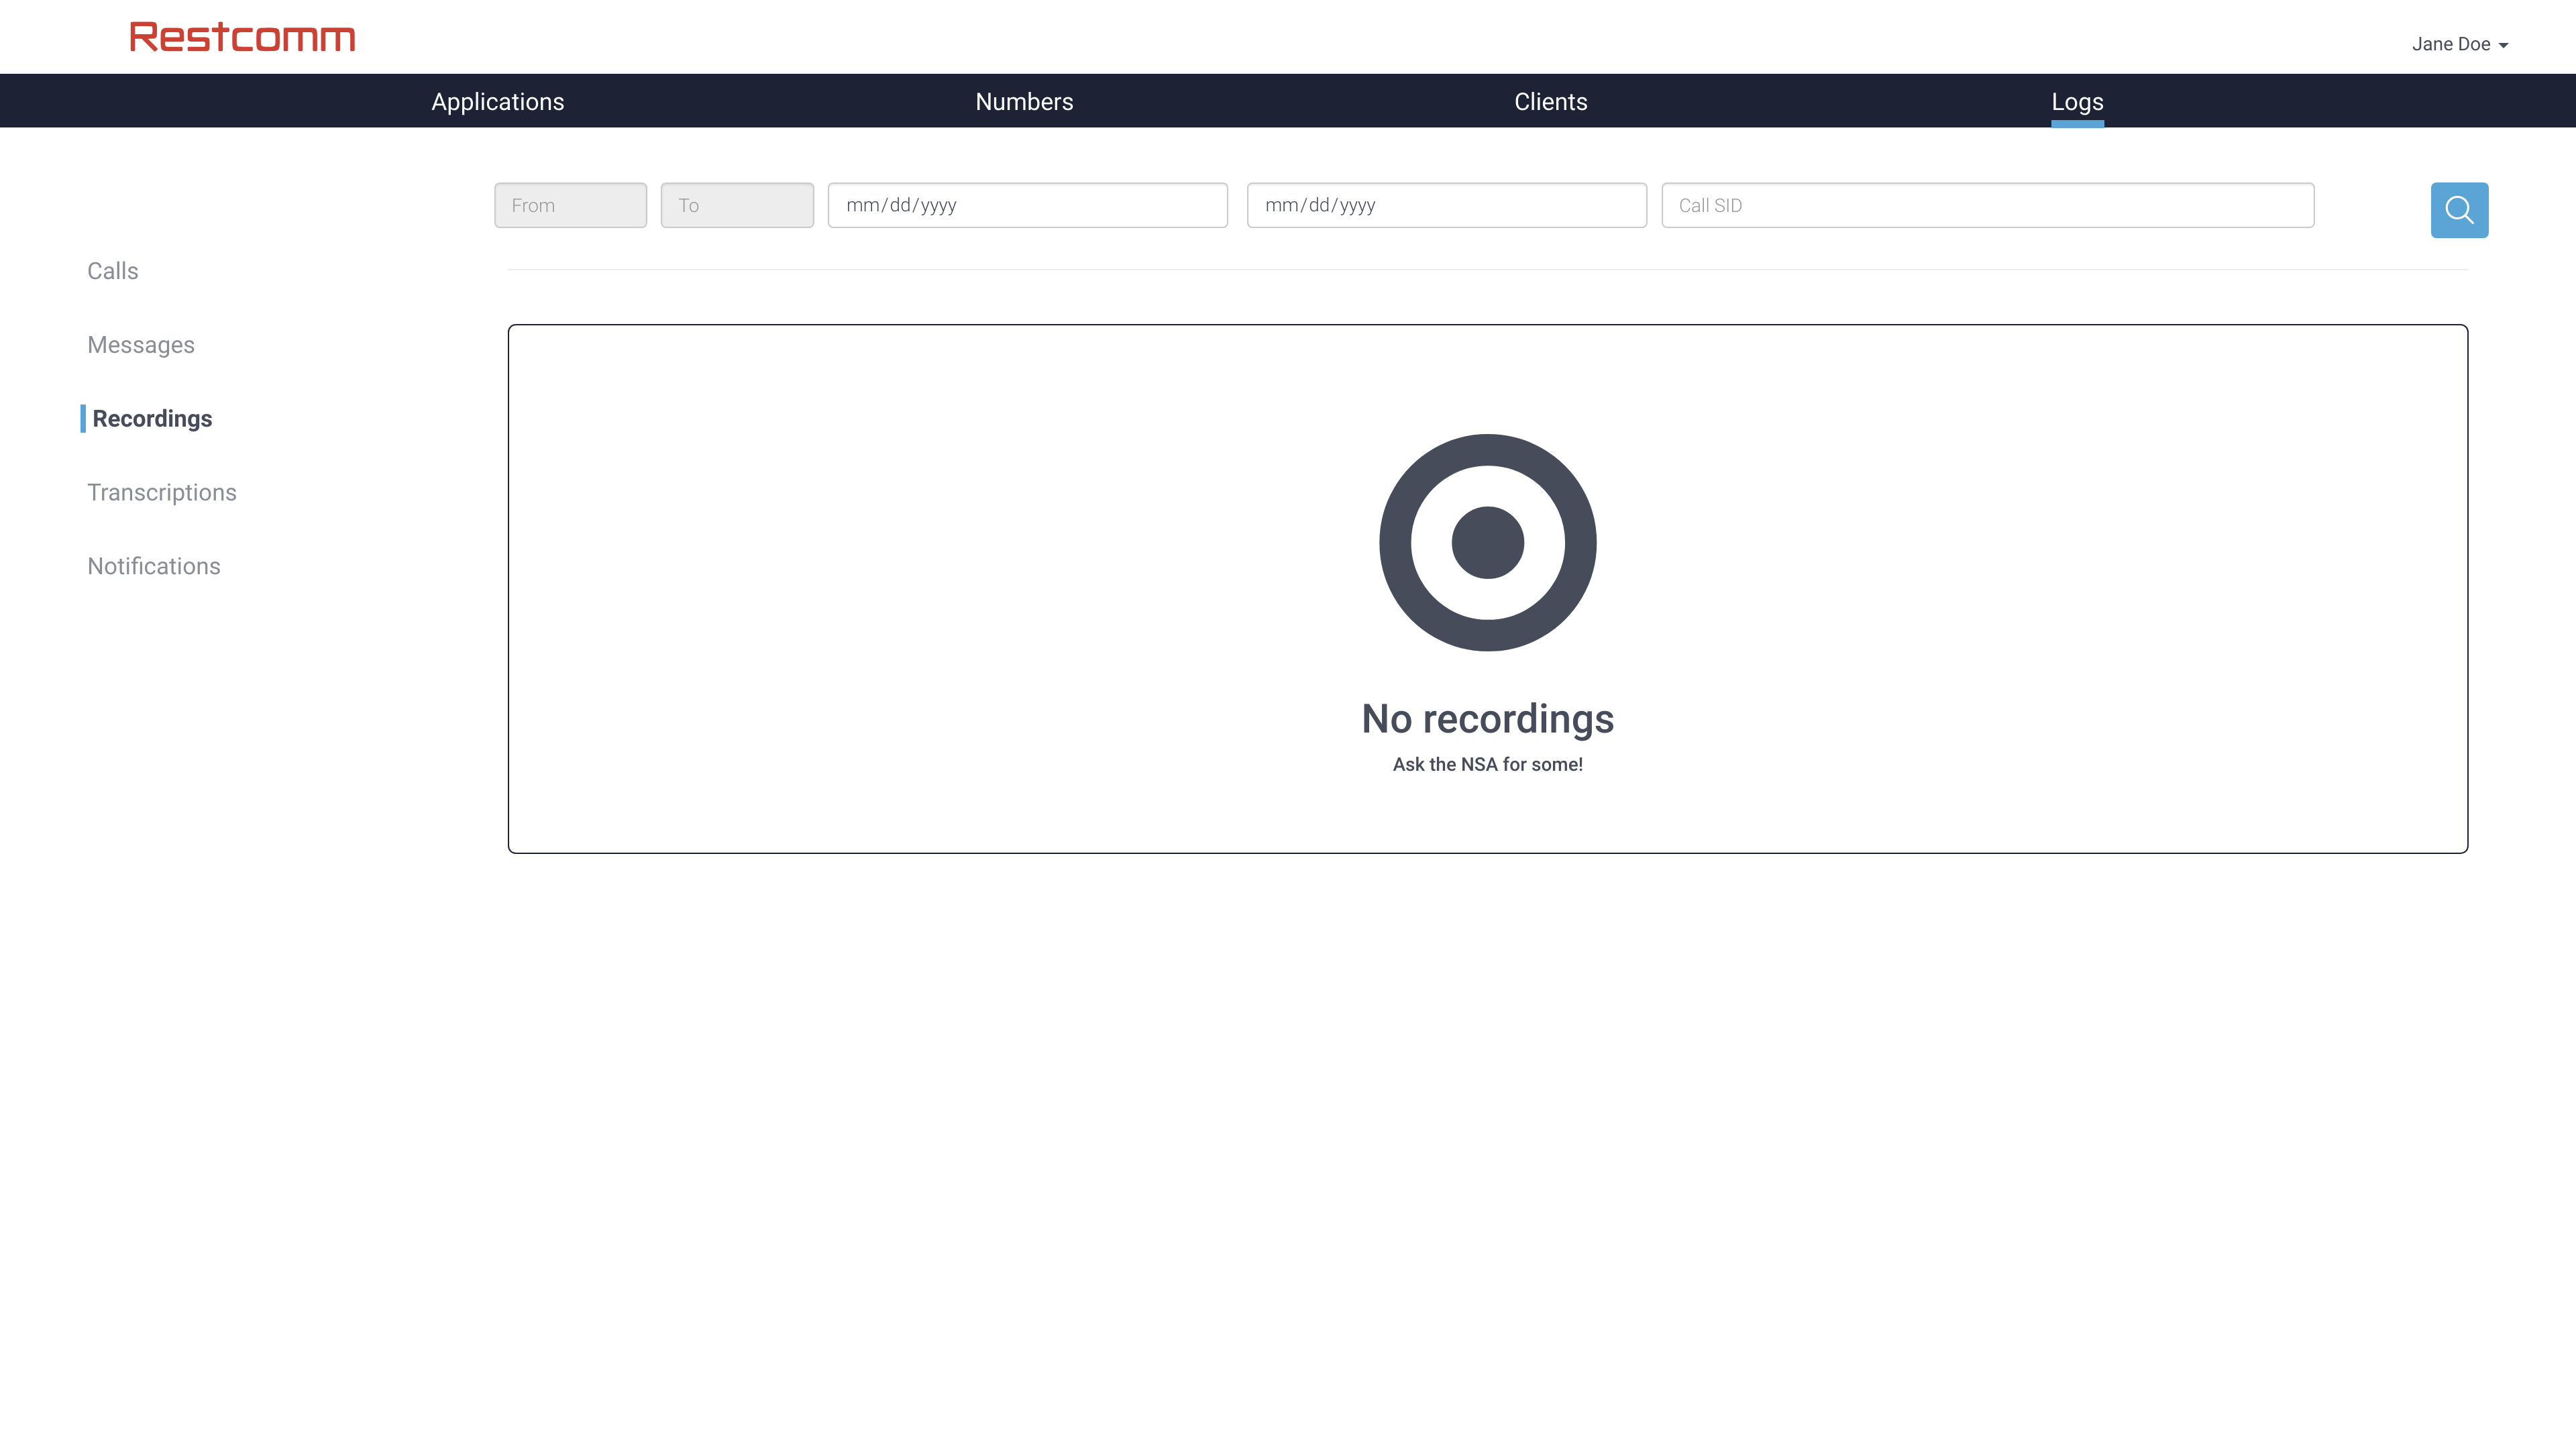 Restcomm
Jane Doe
Applications Numbers Clients Logs
From To mm/dd/yyyy mm/dd/yyyy Call SID
Calls
Messages
Recordings
Transcriptions
Notifications
No recordings
Ask the NSA for some!